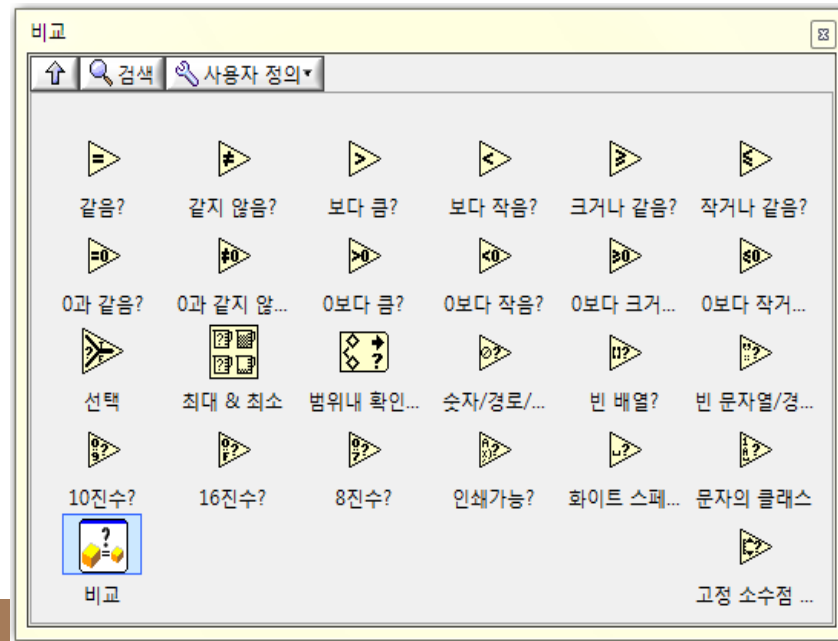 비교
검색 사용자 정의
같음? 같지 않음? 보다 큼? 보다 작음? 크거나 같음? 작거나 같음?
0과 같음? 0과 같지 않... 0보다 큼? 0보다 작음? 0보다 크거... 0보다 작거...
선택 최대 & 최소 범위내 확인... 숫자/경로/... 빈 배열? 빈 문자열/경...
10진수? 16진수? 8진수? 인쇄가능? 화이트 스페... 문자의 클래스
비교 고정 소수점 ...